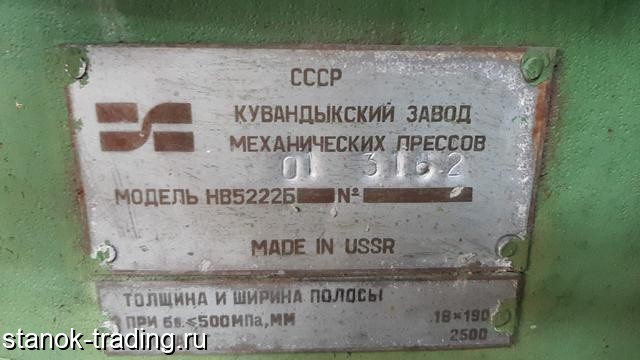 СССР
КУВАНДЫКСКИЙ ЗАВОД
МЕХАНИЧЕСКИХ ПРЕССОВ
01 3182
МОДЕЛЬ НВ5222Б №
MADE IN USSR
ТОЛЩИНА И ШИРИНА ПОЛОСЫ
ПРИ бв.≤500МПа,ММ 18×190
2500
stanok-trading.ru